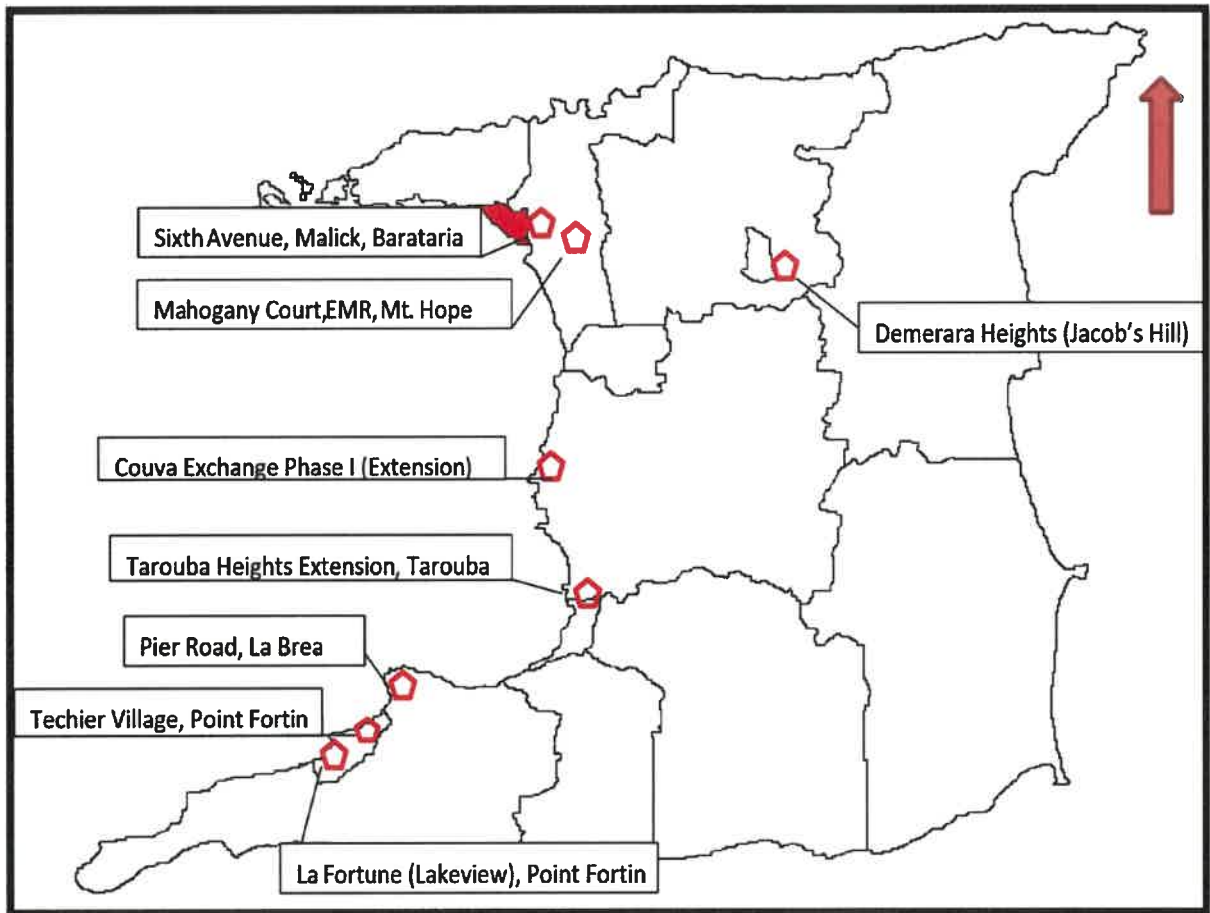 Sixth Avenue, Malick, Barataria
Mahogany Court,EMR, Mt. Hope
Demerara Heights (Jacob's Hill)
Couva Exchange Phase I (Extension)
Tarouba Heights Extension, Tarouba
Pier Road, La Brea
Techier Village, Point Fortin
La Fortune (Lakeview), Point Fortin